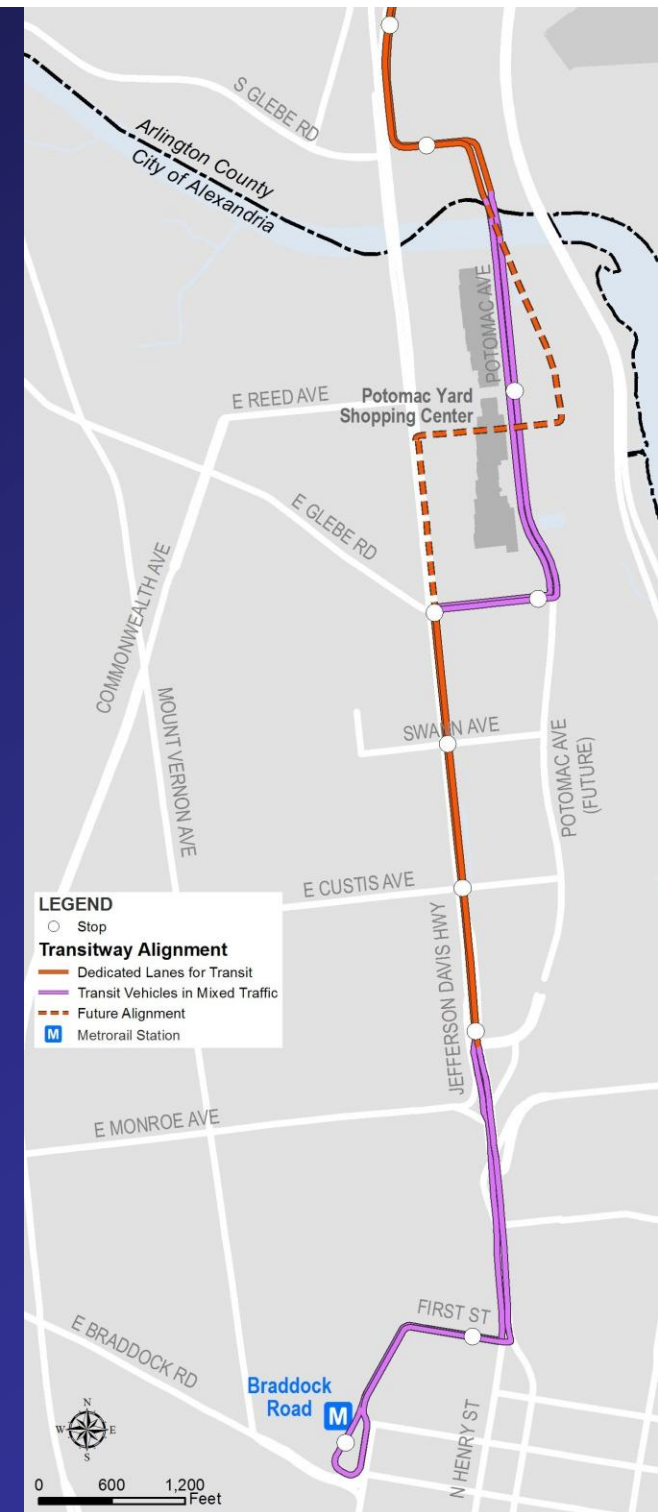 S GLEBE RD
Arlington County
City of Alexandria
POTOMAC AVE
E REED AVE
Potomac Yard
Shopping Center
E GLEBE RD
COMMONWEALTH AVE
MOUNT VERNON AVE
SWANN AVE
POTOMAC AVE
(FUTURE)
E CUSTIS AVE
LEGEND
Stop
Transitway Alignment
Dedicated Lanes for Transit
Transit Vehicles in Mixed Traffic
Future Alignment
M Metrorail Station
JEFFERSON DAVIS HWY
E MONROE AVE
FIRST ST
E BRADDOCK RD
Braddock
Road M
N HENRY ST
N
W E
S
0 600 1,200
Feet